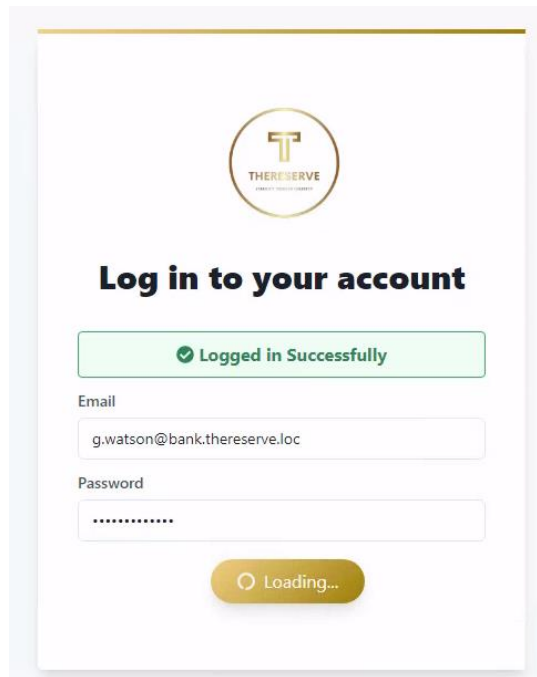 T
THERESERVE
Log in to your account
Logged in Successfully
Email
g.watson@bank.thereserve.loc
Password
•••••••••••••
Loading...